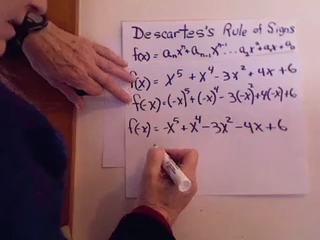 Descartes's Rule of Signs
f(x) = aₙxⁿ + aₙ₋₁xⁿ⁻¹ ... a₂x² + a₁x + a₀
f(x) = x⁵ + x⁴ - 3x² + 4x + 6
f(-x) = (-x)⁵ + (-x)⁴ - 3(-x)² + 4(-x) + 6
f(-x) = -x⁵ + x⁴ - 3x² - 4x + 6